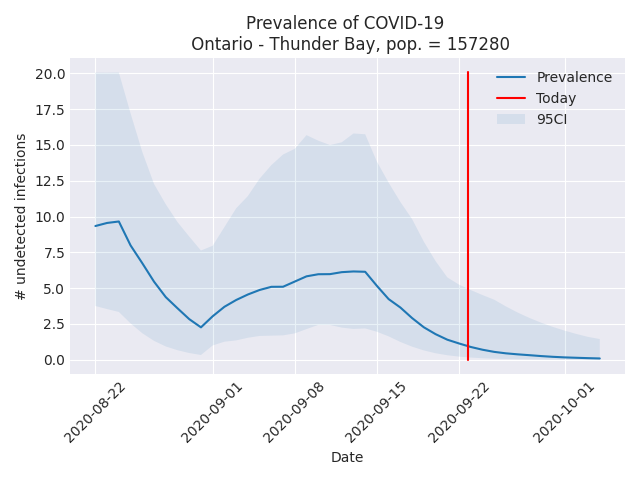 Prevalence of COVID-19
Ontario - Thunder Bay, pop. = 157280
Prevalence
Today
95CI
# undetected infections
20.0
17.5
15.0
12.5
10.0
7.5
5.0
2.5
0.0
2020-08-22
2020-09-01
2020-09-08
2020-09-15
2020-09-22
2020-10-01
Date